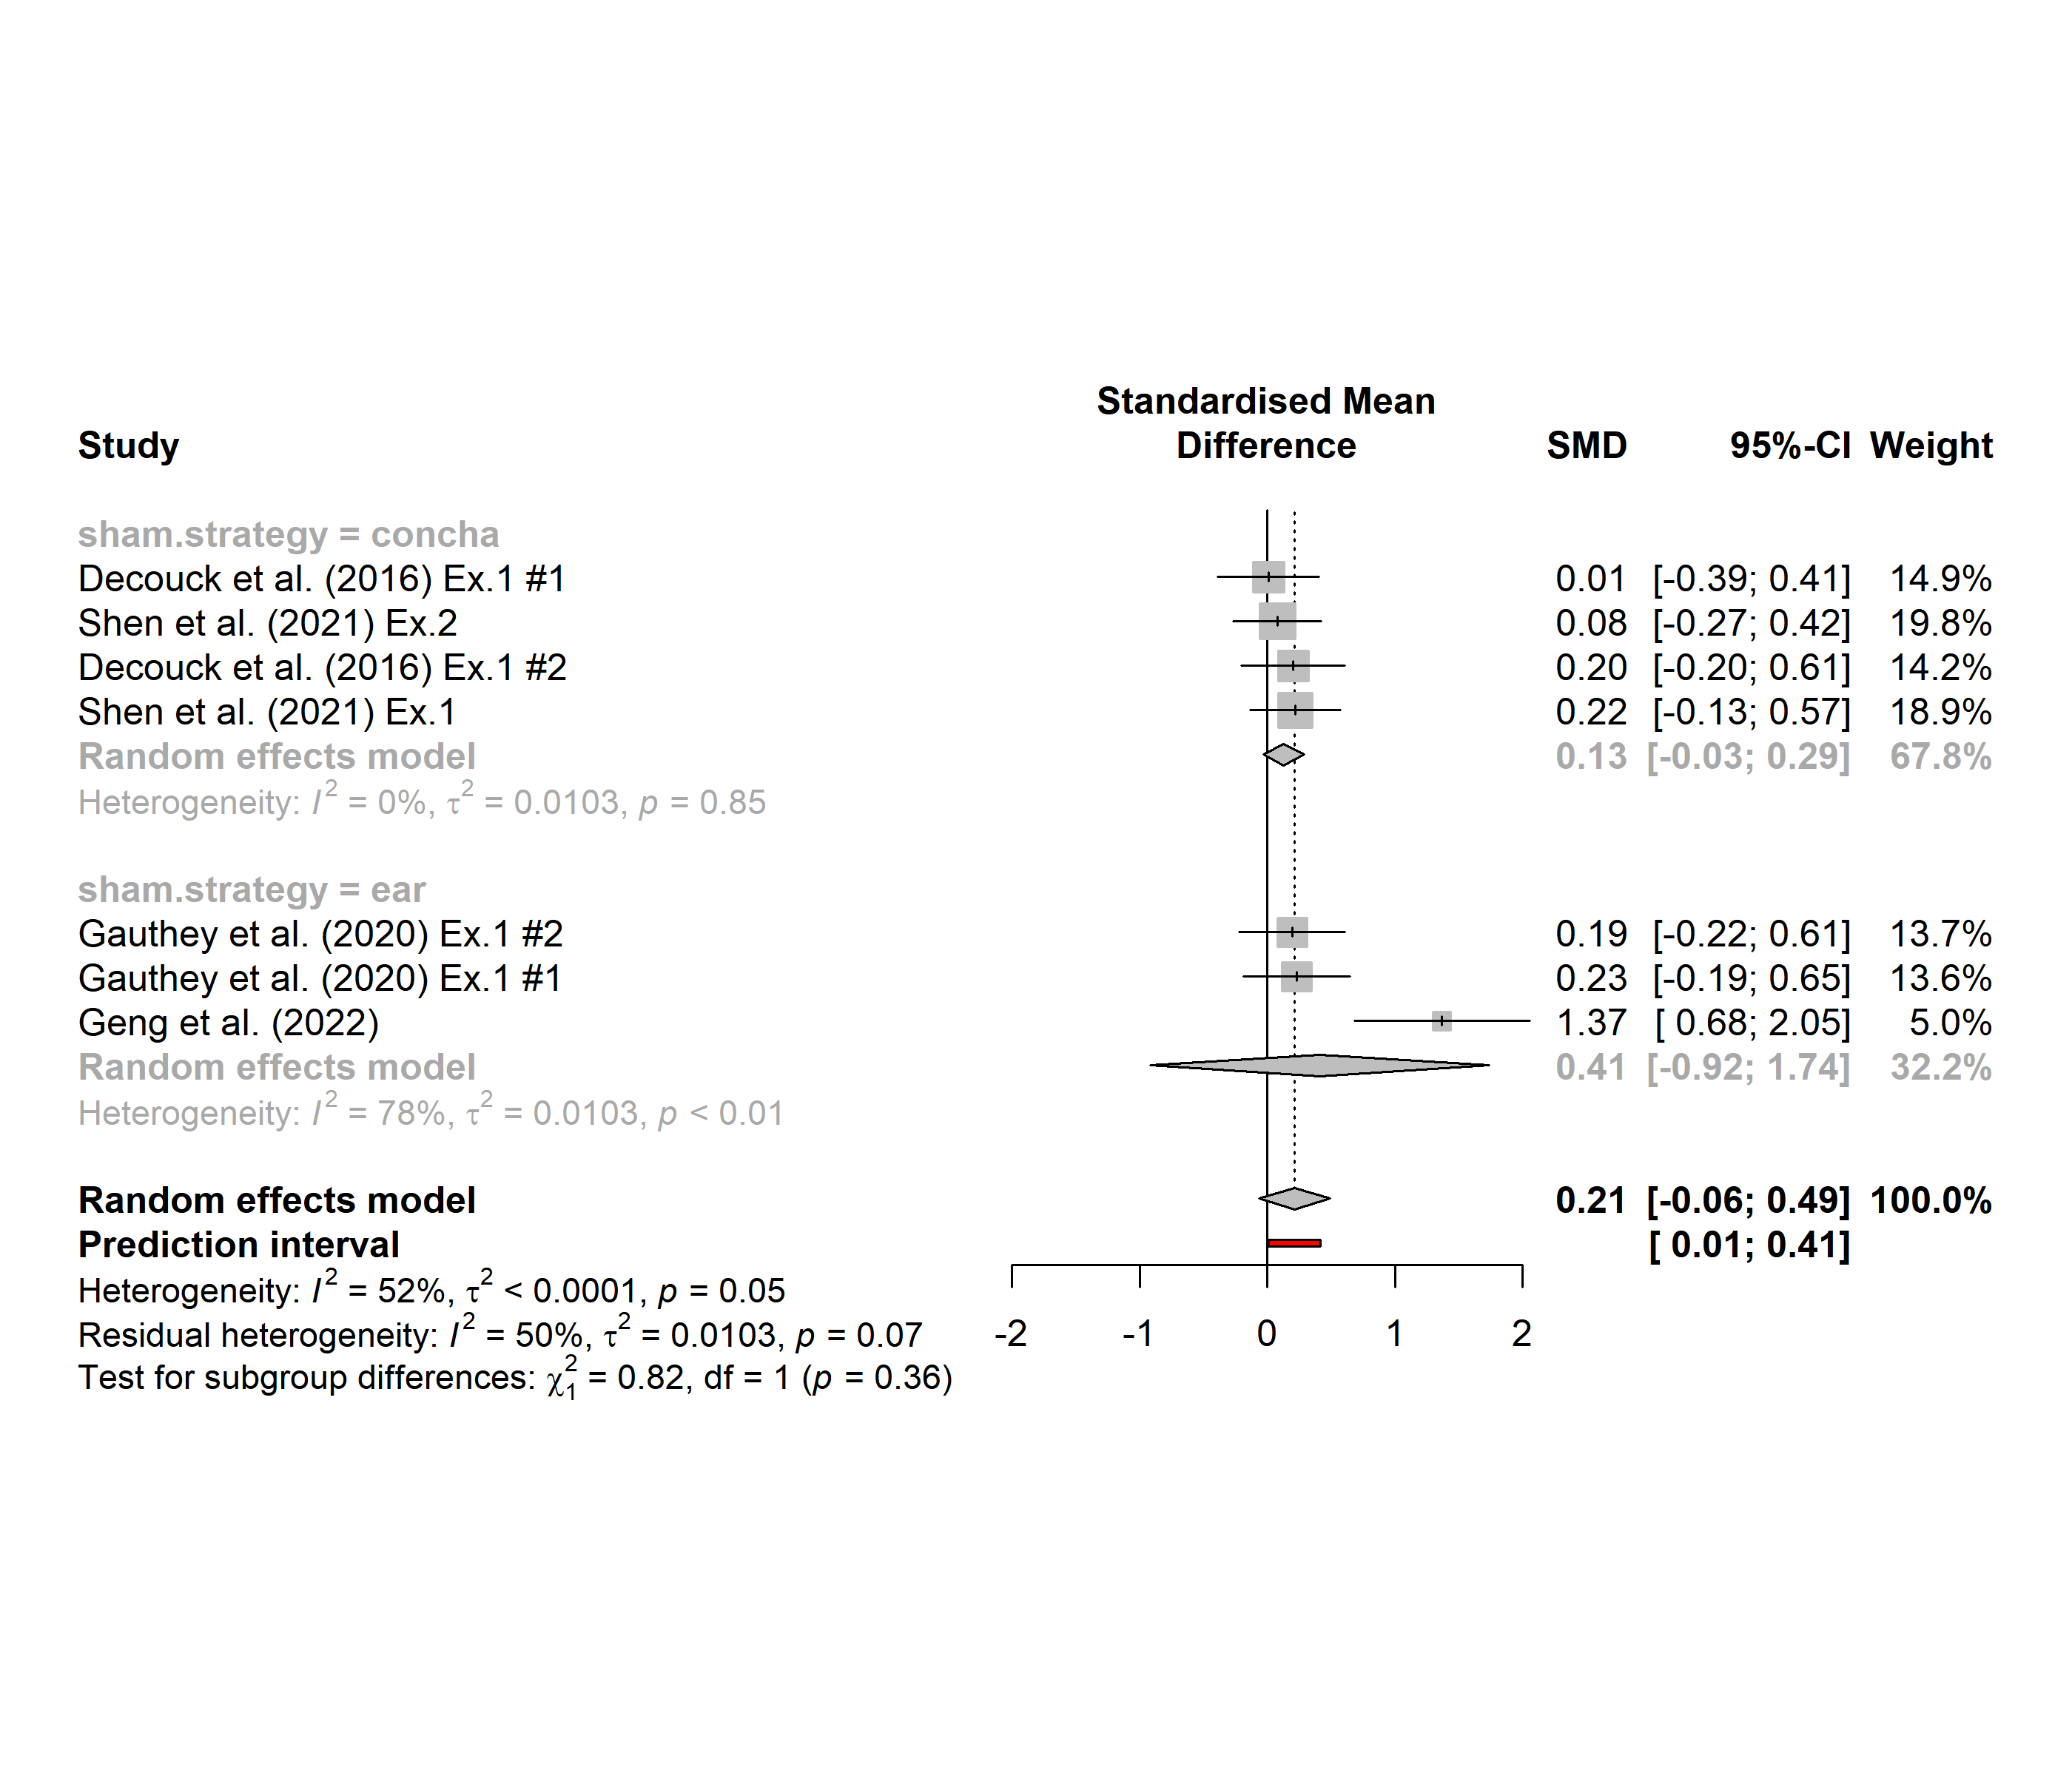 Standardised Mean
Study Difference SMD 95%-CI Weight
sham.strategy = concha
Decouck et al. (2016) Ex.1 #1 0.01 [-0.39; 0.41] 14.9%
Shen et al. (2021) Ex.2 0.08 [-0.27; 0.42] 19.8%
Decouck et al. (2016) Ex.1 #2 0.20 [-0.20; 0.61] 14.2%
Shen et al. (2021) Ex.1 0.22 [-0.13; 0.57] 18.9%
Random effects model 0.13 [-0.03; 0.29] 67.8%
Heterogeneity: I² = 0%, τ² = 0.0103, p = 0.85
sham.strategy = ear
Gauthey et al. (2020) Ex.1 #2 0.19 [-0.22; 0.61] 13.7%
Gauthey et al. (2020) Ex.1 #1 0.23 [-0.19; 0.65] 13.6%
Geng et al. (2022) 1.37 [ 0.68; 2.05] 5.0%
Random effects model 0.41 [-0.92; 1.74] 32.2%
Heterogeneity: I² = 78%, τ² = 0.0103, p < 0.01
Random effects model 0.21 [-0.06; 0.49] 100.0%
Prediction interval [ 0.01; 0.41]
Heterogeneity: I² = 52%, τ² < 0.0001, p = 0.05
Residual heterogeneity: I² = 50%, τ² = 0.0103, p = 0.07
-2 -1 0 1 2
Test for subgroup differences: χ²₁ = 0.82, df = 1 (p = 0.36)